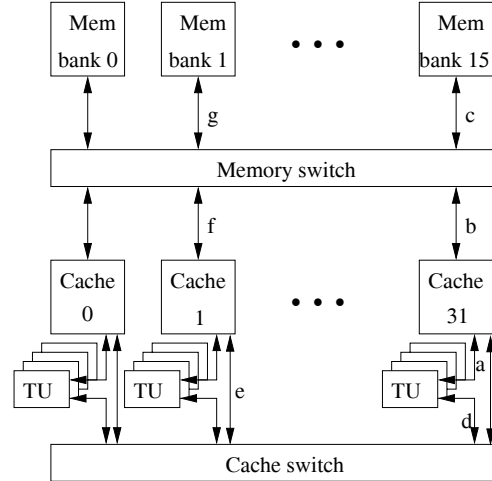 Mem
bank 0
Mem
bank 1
Mem
bank 15
g
c
Memory switch
f
b
Cache
0
Cache
1
Cache
31
a
TU
TU
e
TU
d
Cache switch